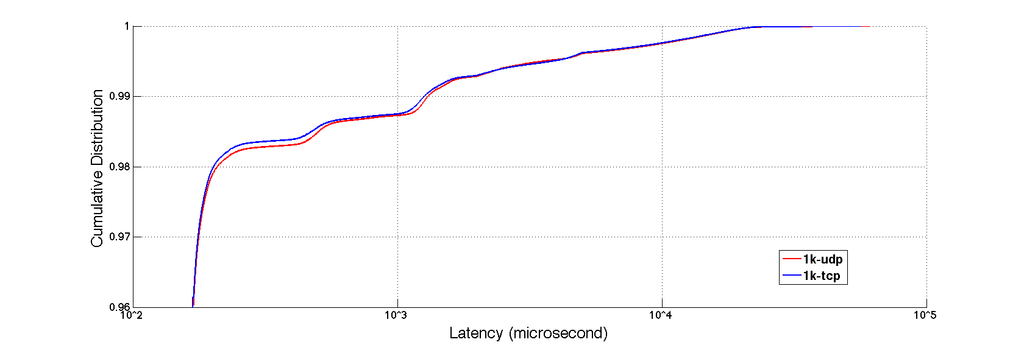 1
0.99
0.98
0.97
0.96
Cumulative Distribution
10^2
10^3
10^4
10^5
Latency (microsecond)
1k-udp
1k-tcp